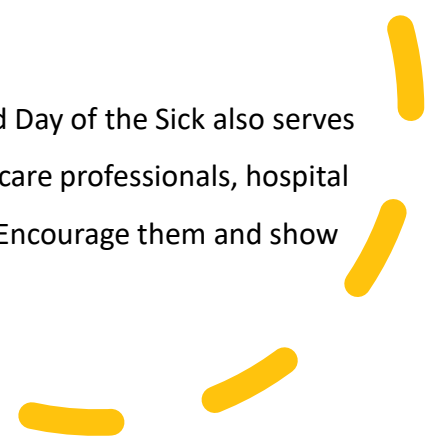 d Day of the Sick also serves
care professionals, hospital
Encourage them and show